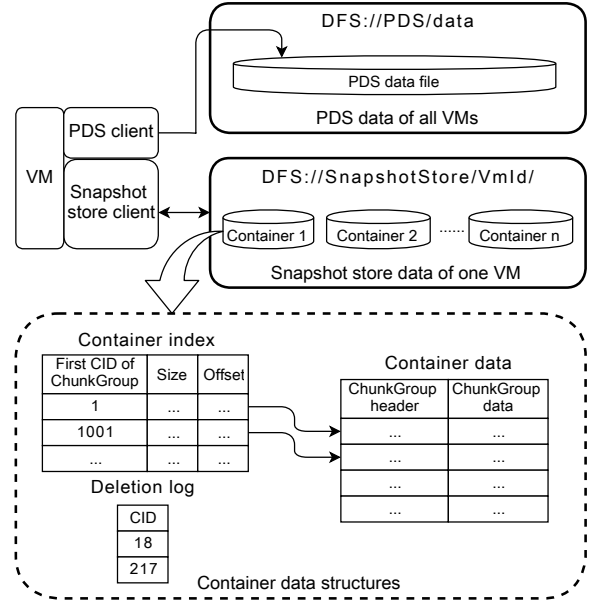 DFS://PDS/data
PDS data file
PDS data of all VMs
VM
PDS client
Snapshot
store client
DFS://SnapshotStore/VmId/
Container 1
Container 2
......
Container n
Snapshot store data of one VM
Container index
First CID of
ChunkGroup
Size
Offset
1
...
...
1001
...
...
...
...
...
Container data
ChunkGroup
header
ChunkGroup
data
...
...
...
...
...
...
...
...
Deletion log
CID
18
217
Container data structures